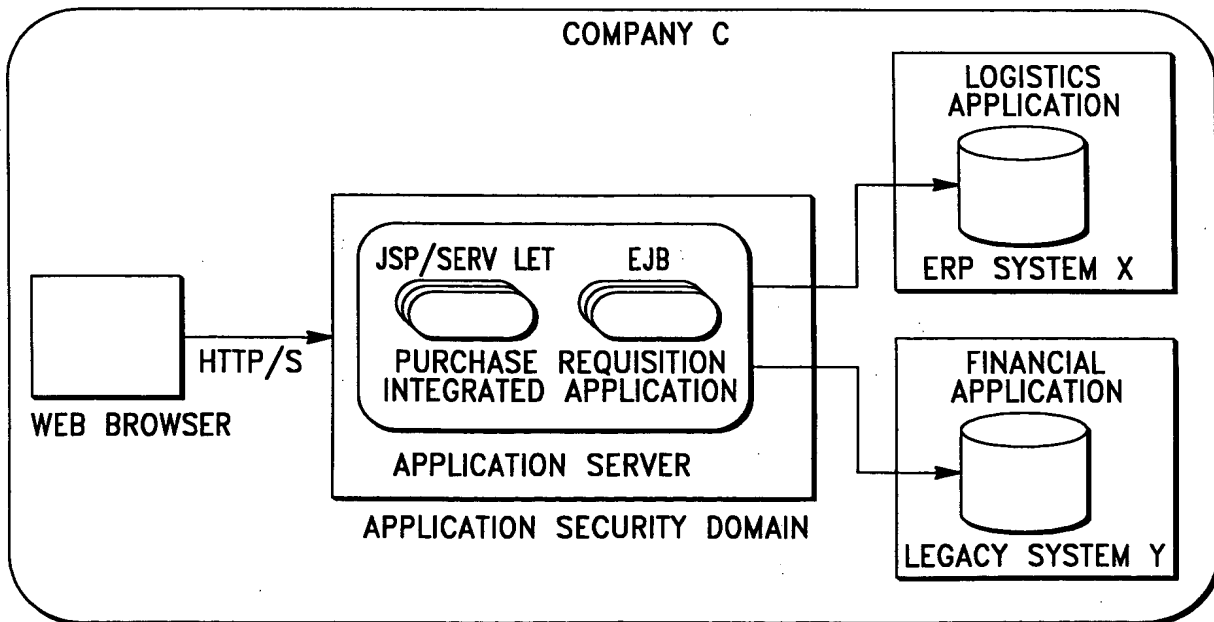 COMPANY C
LOGISTICS
APPLICATION
ERP SYSTEM X
JSP/SERV LET
EJB
PURCHASE REQUISITION
INTEGRATED APPLICATION
APPLICATION SERVER
APPLICATION SECURITY DOMAIN
HTTP/S
WEB BROWSER
FINANCIAL
APPLICATION
LEGACY SYSTEM Y